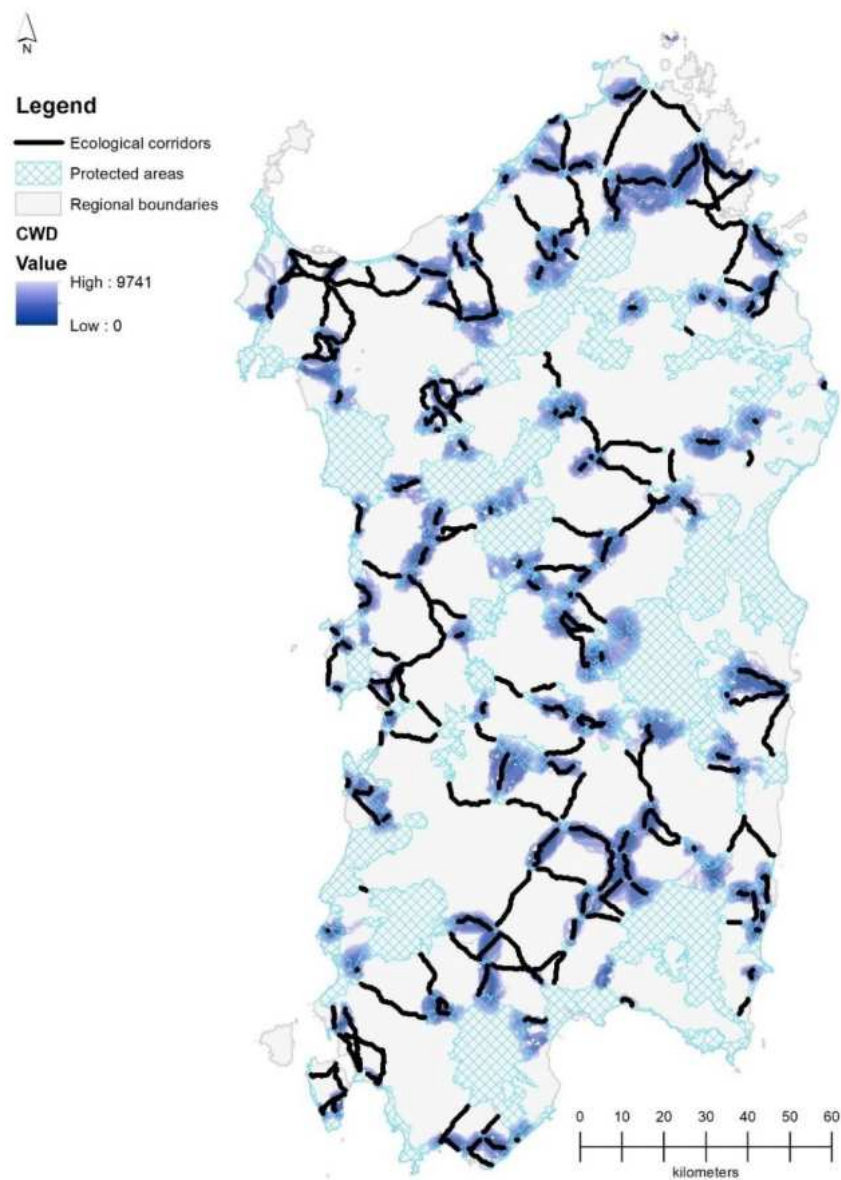 N
Legend
Ecological corridors
Protected areas
Regional boundaries
CWD
Value
High : 9741
Low : 0
0 10 20 30 40 50 60
kilometers